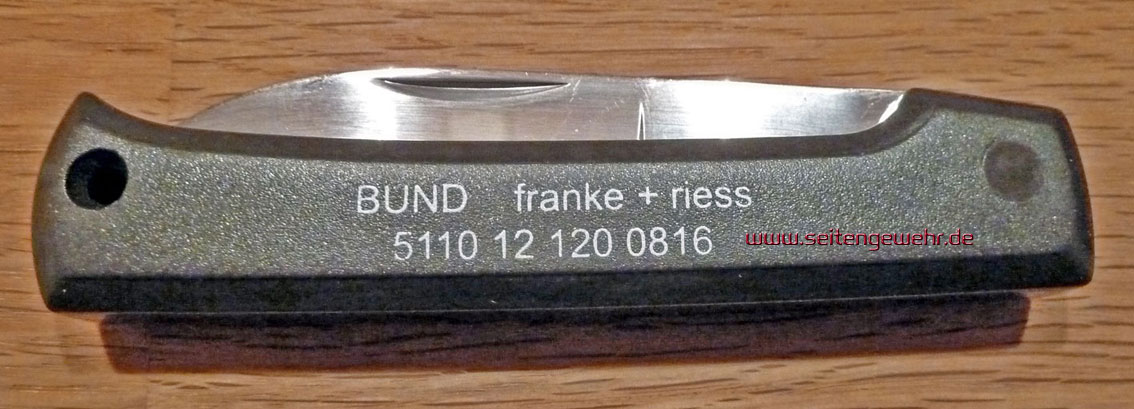 BUND franke + riess
5110 12 120 0816
www.seitengewehr.de